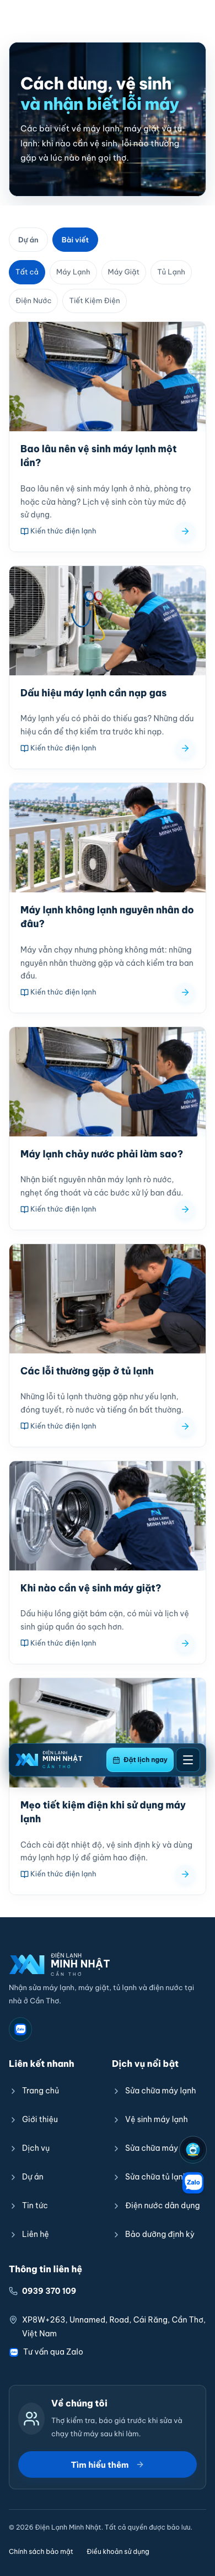 Cách dùng, vệ sinh
và nhận biết lỗi máy
Các bài viết về máy lạnh, máy giặt và tủ
lạnh: khi nào cần vệ sinh, lỗi nào thường
gặp và lúc nào nên gọi thợ.
Dự án
Bài viết
Tất cả
Máy Lạnh
Máy Giặt
Tủ Lạnh
Điện Nước
Tiết Kiệm Điện
Bao lâu nên vệ sinh máy lạnh một
lần?
Bao lâu nên vệ sinh máy lạnh ở nhà, phòng trọ
hoặc cửa hàng? Lịch vệ sinh còn tùy mức độ
sử dụng.
Kiến thức điện lạnh
Dấu hiệu máy lạnh cần nạp gas
Máy lạnh yếu có phải do thiếu gas? Những dấu
hiệu cần để thợ kiểm tra trước khi nạp.
Kiến thức điện lạnh
MINH NHẬT
Máy lạnh không lạnh nguyên nhân do
đâu?
Máy vẫn chạy nhưng phòng không mát: những
nguyên nhân thường gặp và cách kiểm tra ban
đầu.
Kiến thức điện lạnh
Máy lạnh chảy nước phải làm sao?
Nhận biết nguyên nhân máy lạnh rò nước,
nghẹt ống thoát và các bước xử lý ban đầu.
Kiến thức điện lạnh
Các lỗi thường gặp ở tủ lạnh
Những lỗi tủ lạnh thường gặp như yếu lạnh,
đóng tuyết, rò nước và tiếng ồn bất thường.
Kiến thức điện lạnh
MINH NHẬT
Khi nào cần vệ sinh máy giặt?
Dấu hiệu lồng giặt bám cặn, có mùi và lịch vệ
sinh giúp quần áo sạch hơn.
Kiến thức điện lạnh
ĐIỆN LẠNH
MINH NHẬT
CẦN THƠ
Đặt lịch ngay
Mẹo tiết kiệm điện khi sử dụng máy
lạnh
Cách cài đặt nhiệt độ, vệ sinh định kỳ và dùng
máy lạnh hợp lý để giảm hao điện.
Kiến thức điện lạnh
ĐIỆN LẠNH
MINH NHẬT
CẦN THƠ
Nhận sửa máy lạnh, máy giặt, tủ lạnh và điện nước tại
nhà ở Cần Thơ.
Liên kết nhanh
Trang chủ
Giới thiệu
Dịch vụ
Dự án
Tin tức
Liên hệ
Dịch vụ nổi bật
Sửa chữa máy lạnh
Vệ sinh máy lạnh
Sửa chữa máy
Sửa chữa tủ lạnh
Điện nước dân dụng
Bảo dưỡng định kỳ
Zalo
Thông tin liên hệ
0939 370 109
XP8W+263, Unnamed, Road, Cái Răng, Cần Thơ,
Việt Nam
Tư vấn qua Zalo
Về chúng tôi
Thợ kiểm tra, báo giá trước khi sửa và
chạy thử máy sau khi làm.
Tìm hiểu thêm
© 2026 Điện Lạnh Minh Nhật. Tất cả quyền được bảo lưu.
Chính sách bảo mật
Điều khoản sử dụng